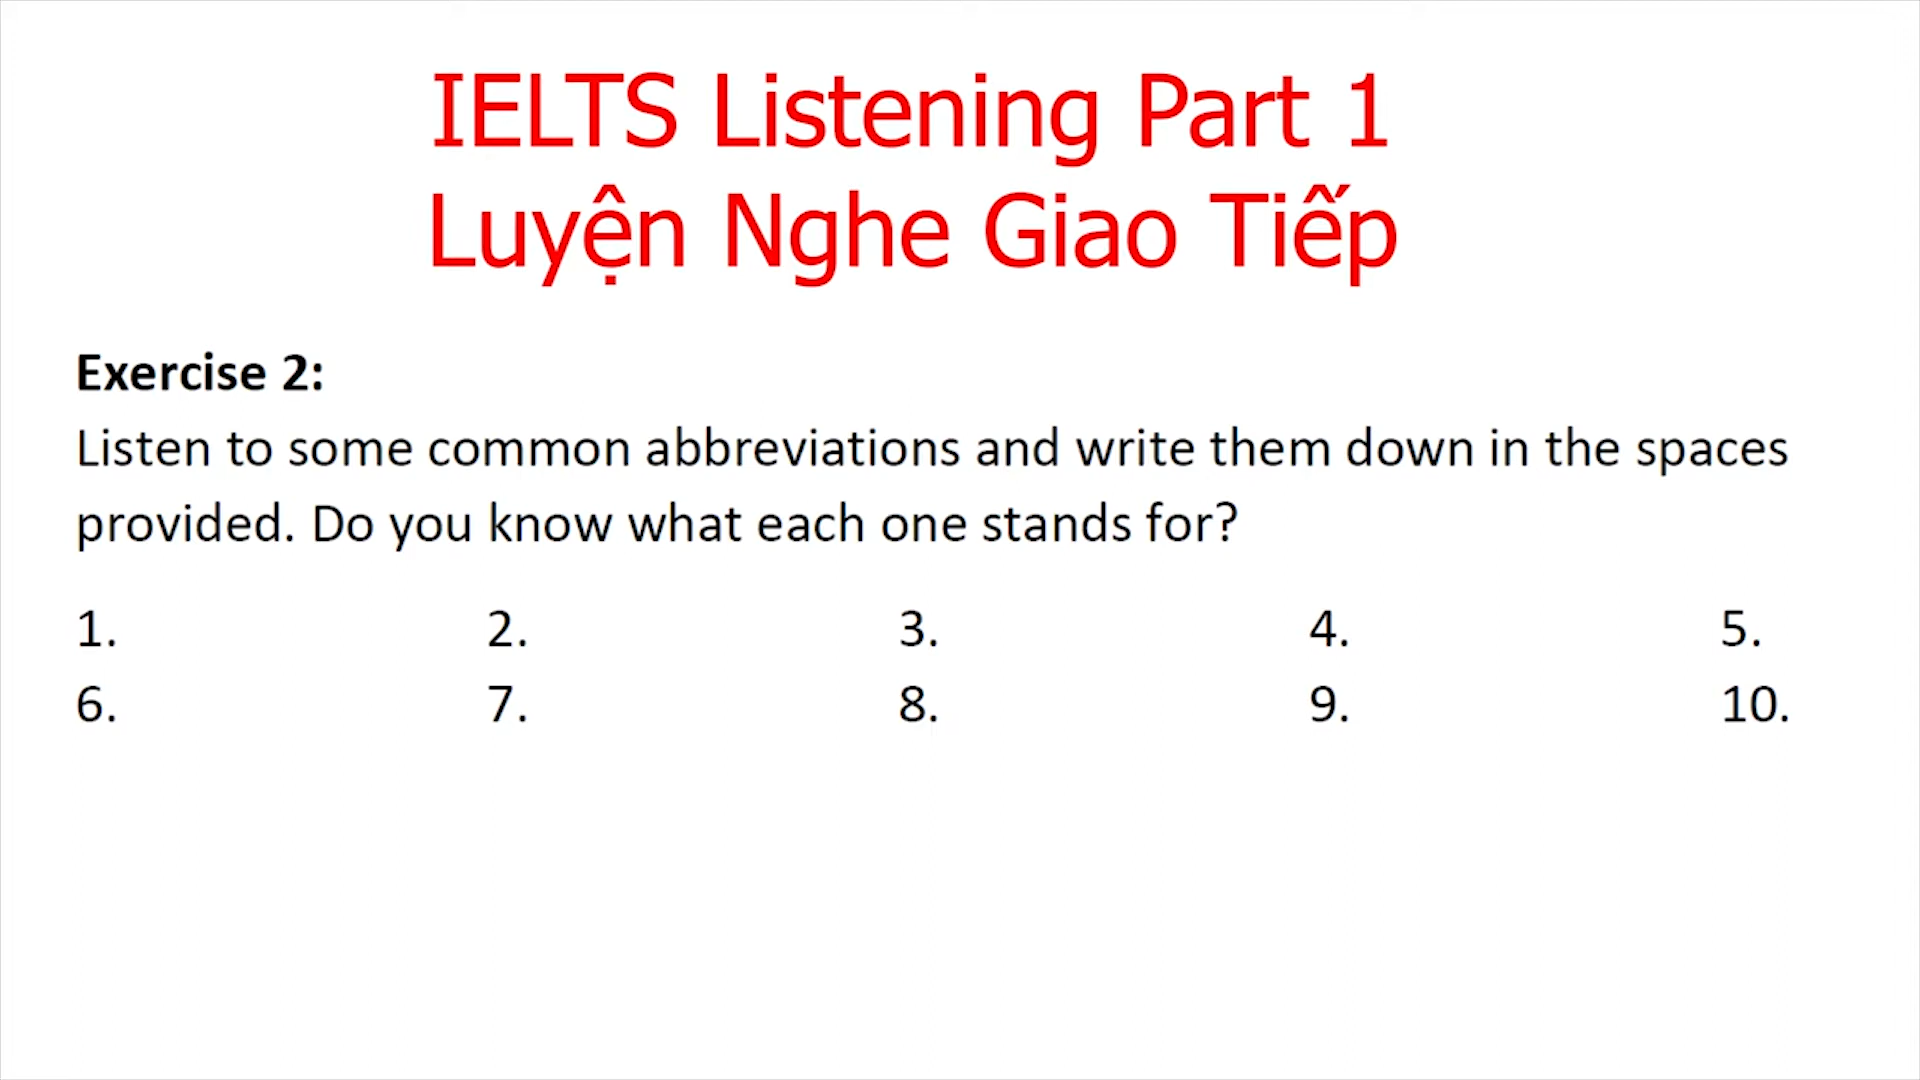 IELTS Listening Part 1
Luyện Nghe Giao Tiếp
Exercise 2:
Listen to some common abbreviations and write them down in the spaces
provided. Do you know what each one stands for?
1. 2. 3. 4. 5.
6. 7. 8. 9. 10.